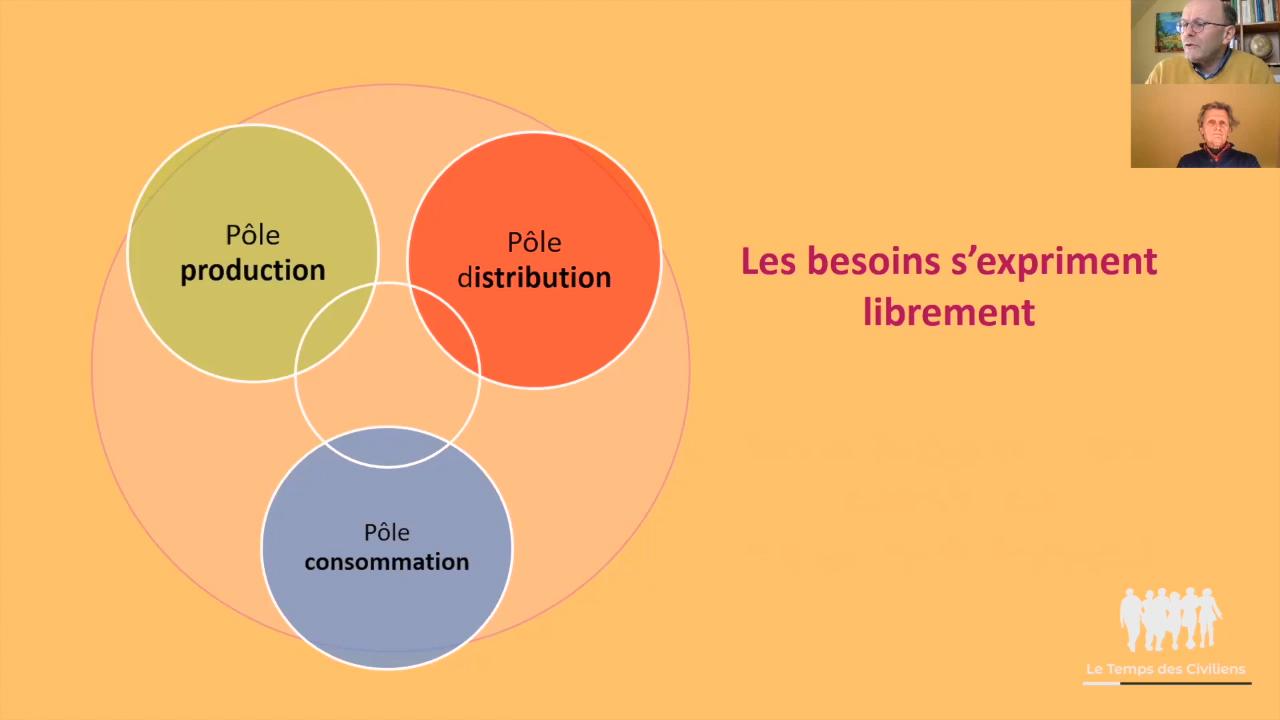 Pôle
production
Pôle
distribution
Pôle
consommation
Les besoins s’expriment
librement
Le Temps des Civiliens